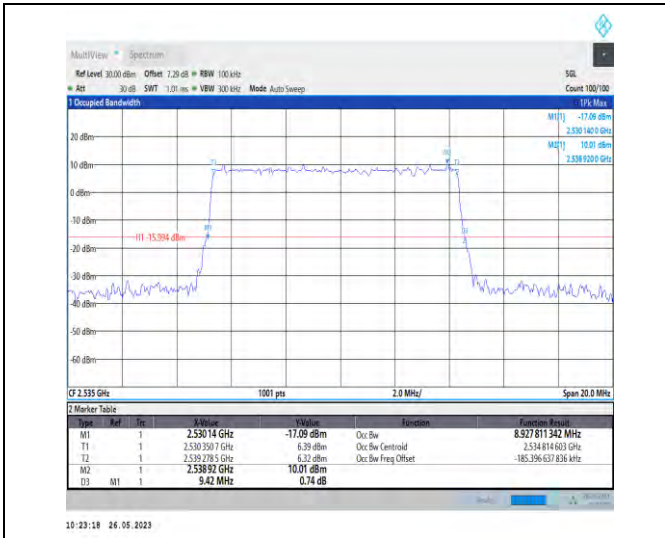 MultiView Spectrum
Ref Level 30.00 dBm Offset 7.29 dB RBW 100 kHz SGL
Att 30 dB SWT 1.01 ms VBW 300 kHz Mode Auto Sweep Count 100/100
1 Occupied Bandwidth 1Pk Max
M1[1] -17.09 dBm
2.530 140 0 GHz
20 dBm
M2[1] 10.01 dBm
2.538 920 0 GHz
10 dBm
M2
T1
0 dBm
-10 dBm
M1
H1 -15.994 dBm
-20 dBm
-30 dBm
-40 dBm
-50 dBm
-60 dBm
CF 2.535 GHz 1001 pts 2.0 MHz/ Span 20.0 MHz
2 Marker Table
Type Ref Trc X-Value Y-Value Function Function Result
M1 1 2.530 14 GHz -17.09 dBm Occ Bw 8.927 811 342 MHz
T1 1 2.530 350 7 GHz 6.39 dBm Occ Bw Centroid 2.534 814 603 GHz
T2 1 2.539 278 5 GHz 6.32 dBm Occ Bw Freq Offset -185.396 637 836 kHz
M2 1 2.538 92 GHz 10.01 dBm
D3 M1 1 9.42 MHz 0.74 dB
10:23:18 26.05.2023